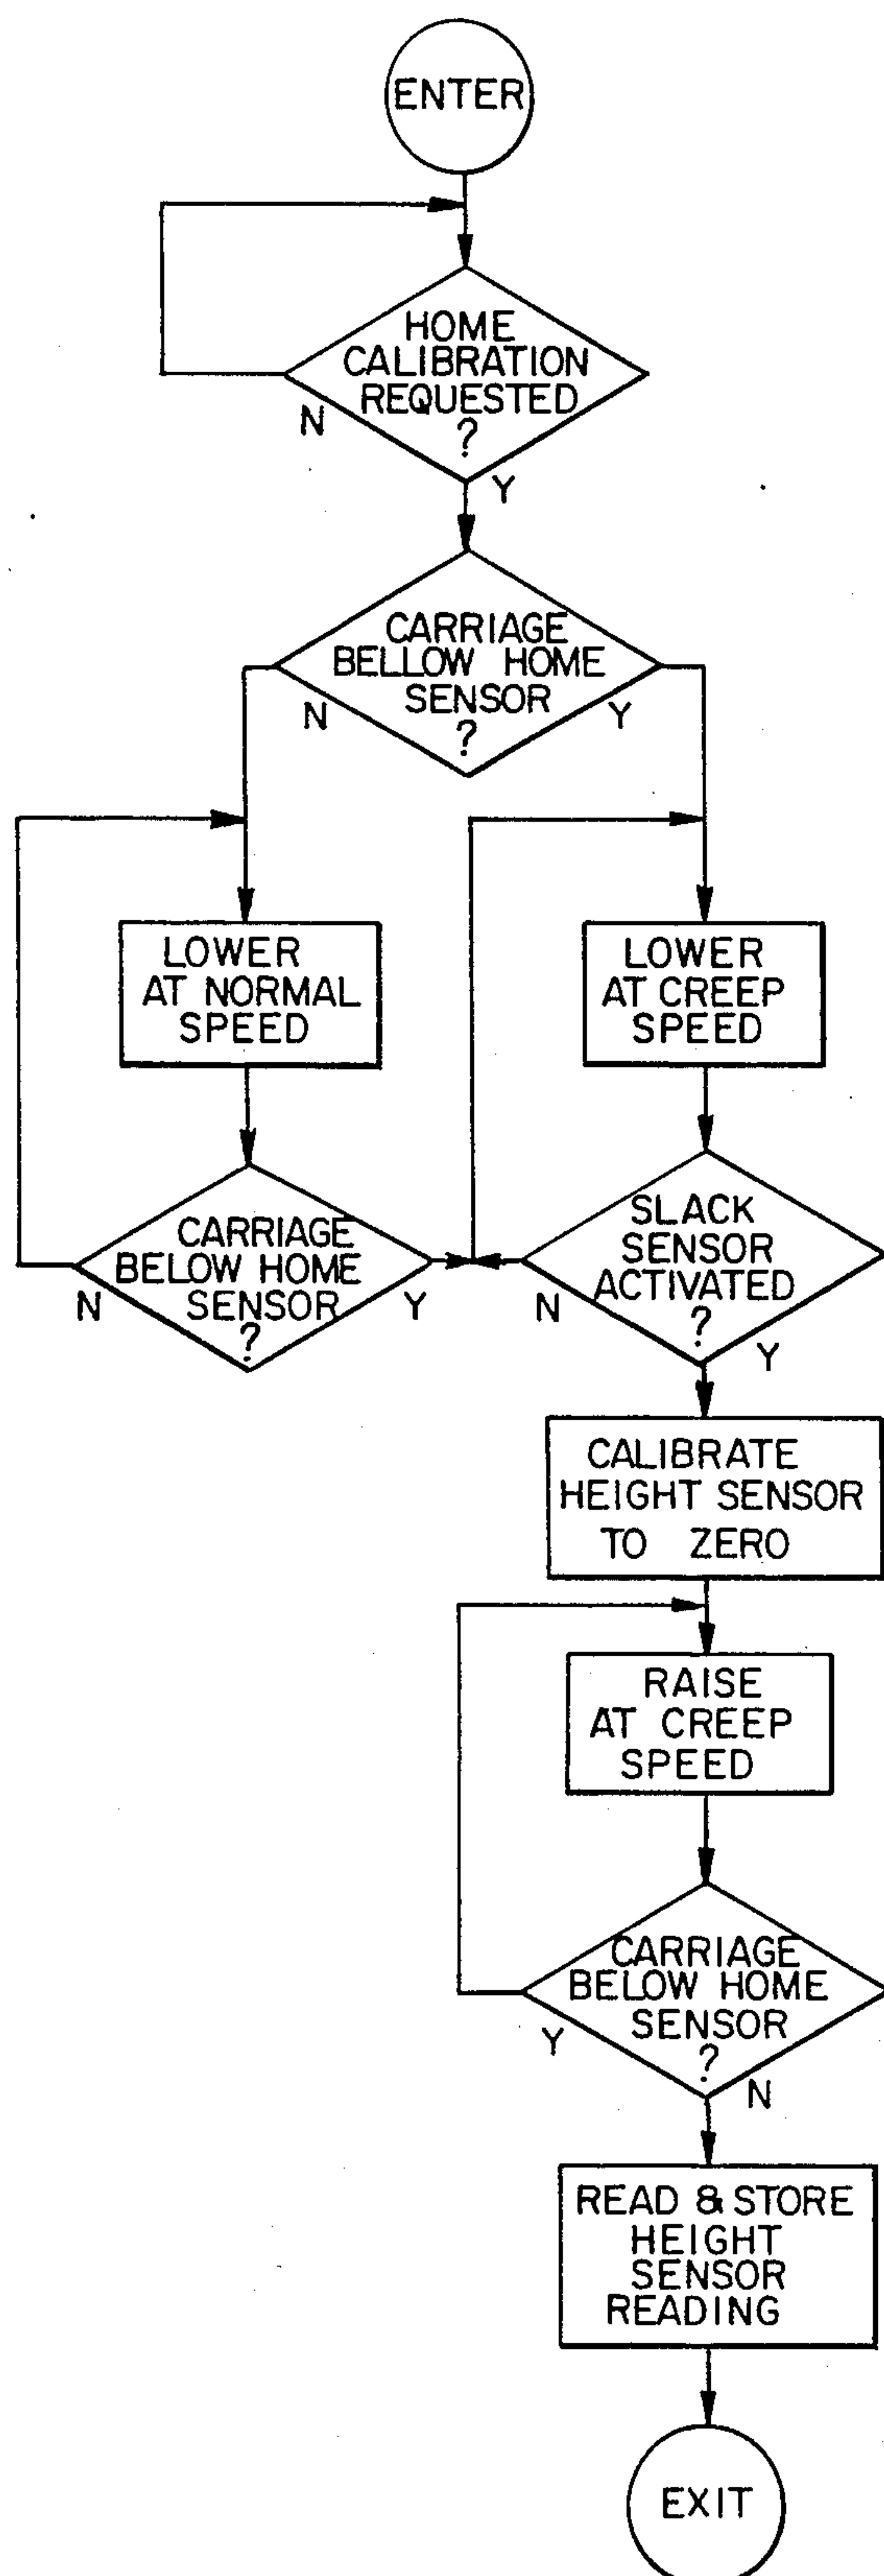 ENTER
HOME
CALIBRATION
REQUESTED
?
N
Y
CARRIAGE
BELLOW HOME
SENSOR
?
N
Y
LOWER
AT NORMAL
SPEED
LOWER
AT CREEP
SPEED
CARRIAGE
BELOW HOME
SENSOR
?
N
Y
SLACK
SENSOR
ACTIVATED
?
N
Y
CALIBRATE
HEIGHT SENSOR
TO ZERO
RAISE
AT CREEP
SPEED
CARRIAGE
BELOW HOME
SENSOR
?
Y
N
READ & STORE
HEIGHT
SENSOR
READING
EXIT